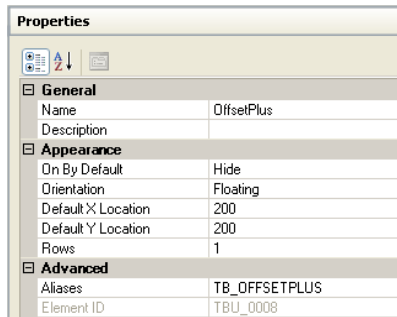 Properties
General
Name OffsetPlus
Description
Appearance
On By Default Hide
Orientation Floating
Default X Location 200
Default Y Location 200
Rows 1
Advanced
Aliases TB_OFFSETPLUS
Element ID TBU_0008